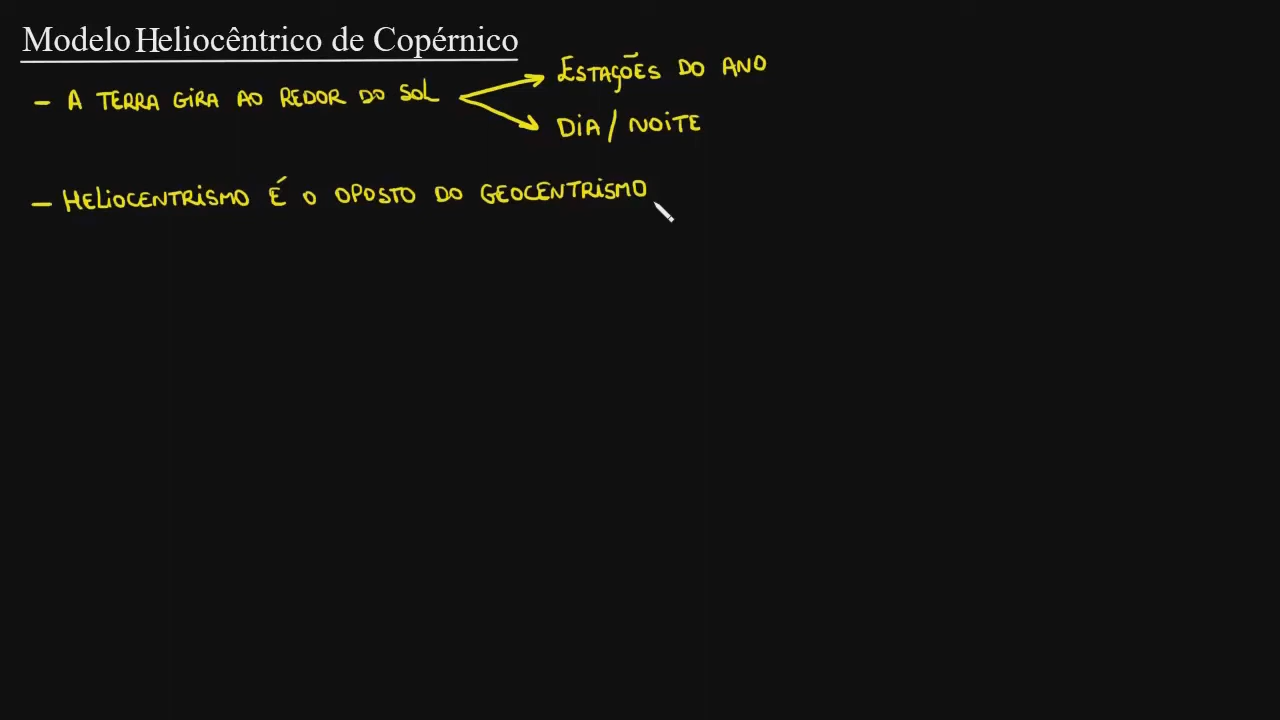 Modelo Heliocêntrico de Copérnico
- A TERRA GIRA AO REDOR DO SOL
ESTAÇÕES DO ANO
DIA / NOITE
- HELIOCENTRISMO É O OPOSTO DO GEOCENTRISMO